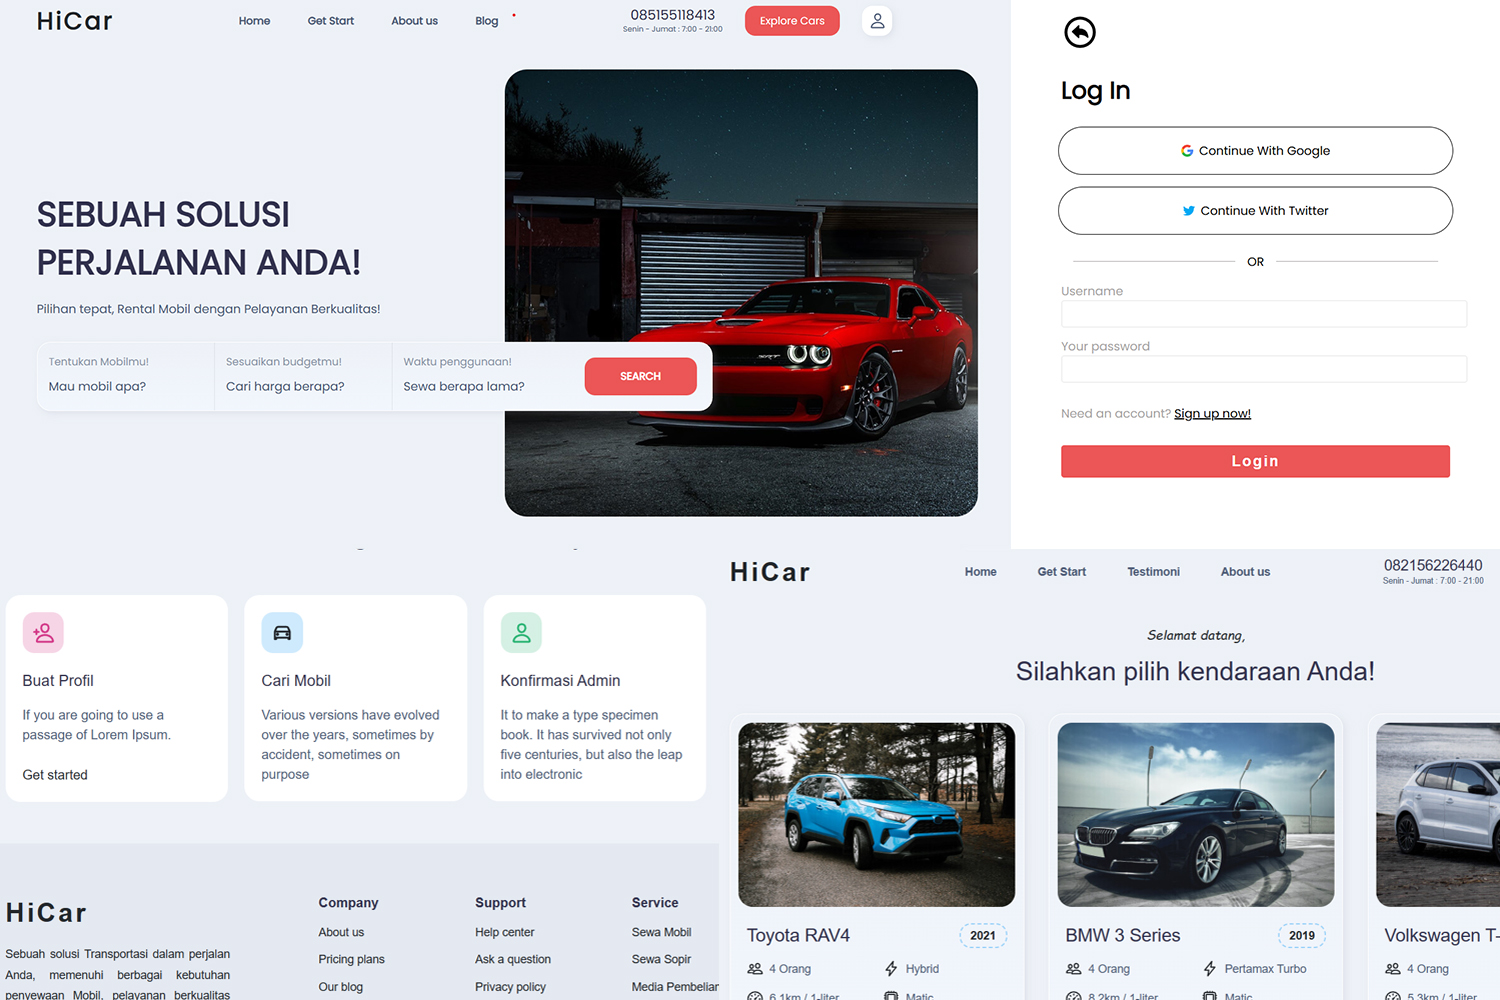 HiCar
Home
Get Start
About us
Blog
085155118413
Senin - Jumat : 7:00 - 21:00
Explore Cars
SEBUAH SOLUSI
PERJALANAN ANDA!
Pilihan tepat, Rental Mobil dengan Pelayanan Berkualitas!
Tentukan Mobilmu!
Mau mobil apa?
Sesuaikan budgetmu!
Cari harga berapa?
Waktu penggunaan!
Sewa berapa lama?
SEARCH
Log In
Continue With Google
Continue With Twitter
OR
Username
Your password
Need an account? Sign up now!
Login
Buat Profil
If you are going to use a
passage of Lorem Ipsum.
Get started
Cari Mobil
Various versions have evolved
over the years, sometimes by
accident, sometimes on
purpose
Konfirmasi Admin
It to make a type specimen
book. It has survived not only
five centuries, but also the leap
into electronic
HiCar
Sebuah solusi Transportasi dalam perjalan
Anda, memenuhi berbagai kebutuhan
penyewaan Mobil, pelayanan berkualitas
Company
About us
Pricing plans
Our blog
Support
Help center
Ask a question
Privacy policy
Service
Sewa Mobil
Sewa Sopir
Media Pembelian
HiCar
Home
Get Start
Testimoni
About us
082156226440
Senin - Jumat : 7:00 - 21:00
Selamat datang,
Silahkan pilih kendaraan Anda!
Toyota RAV4
2021
4 Orang
Hybrid
6.1km / 1-liter
Matic
BMW 3 Series
2019
4 Orang
Pertamax Turbo
8.2km / 1-liter
Matic
Volkswagen T-
4 Orang
5.3km / 1-liter